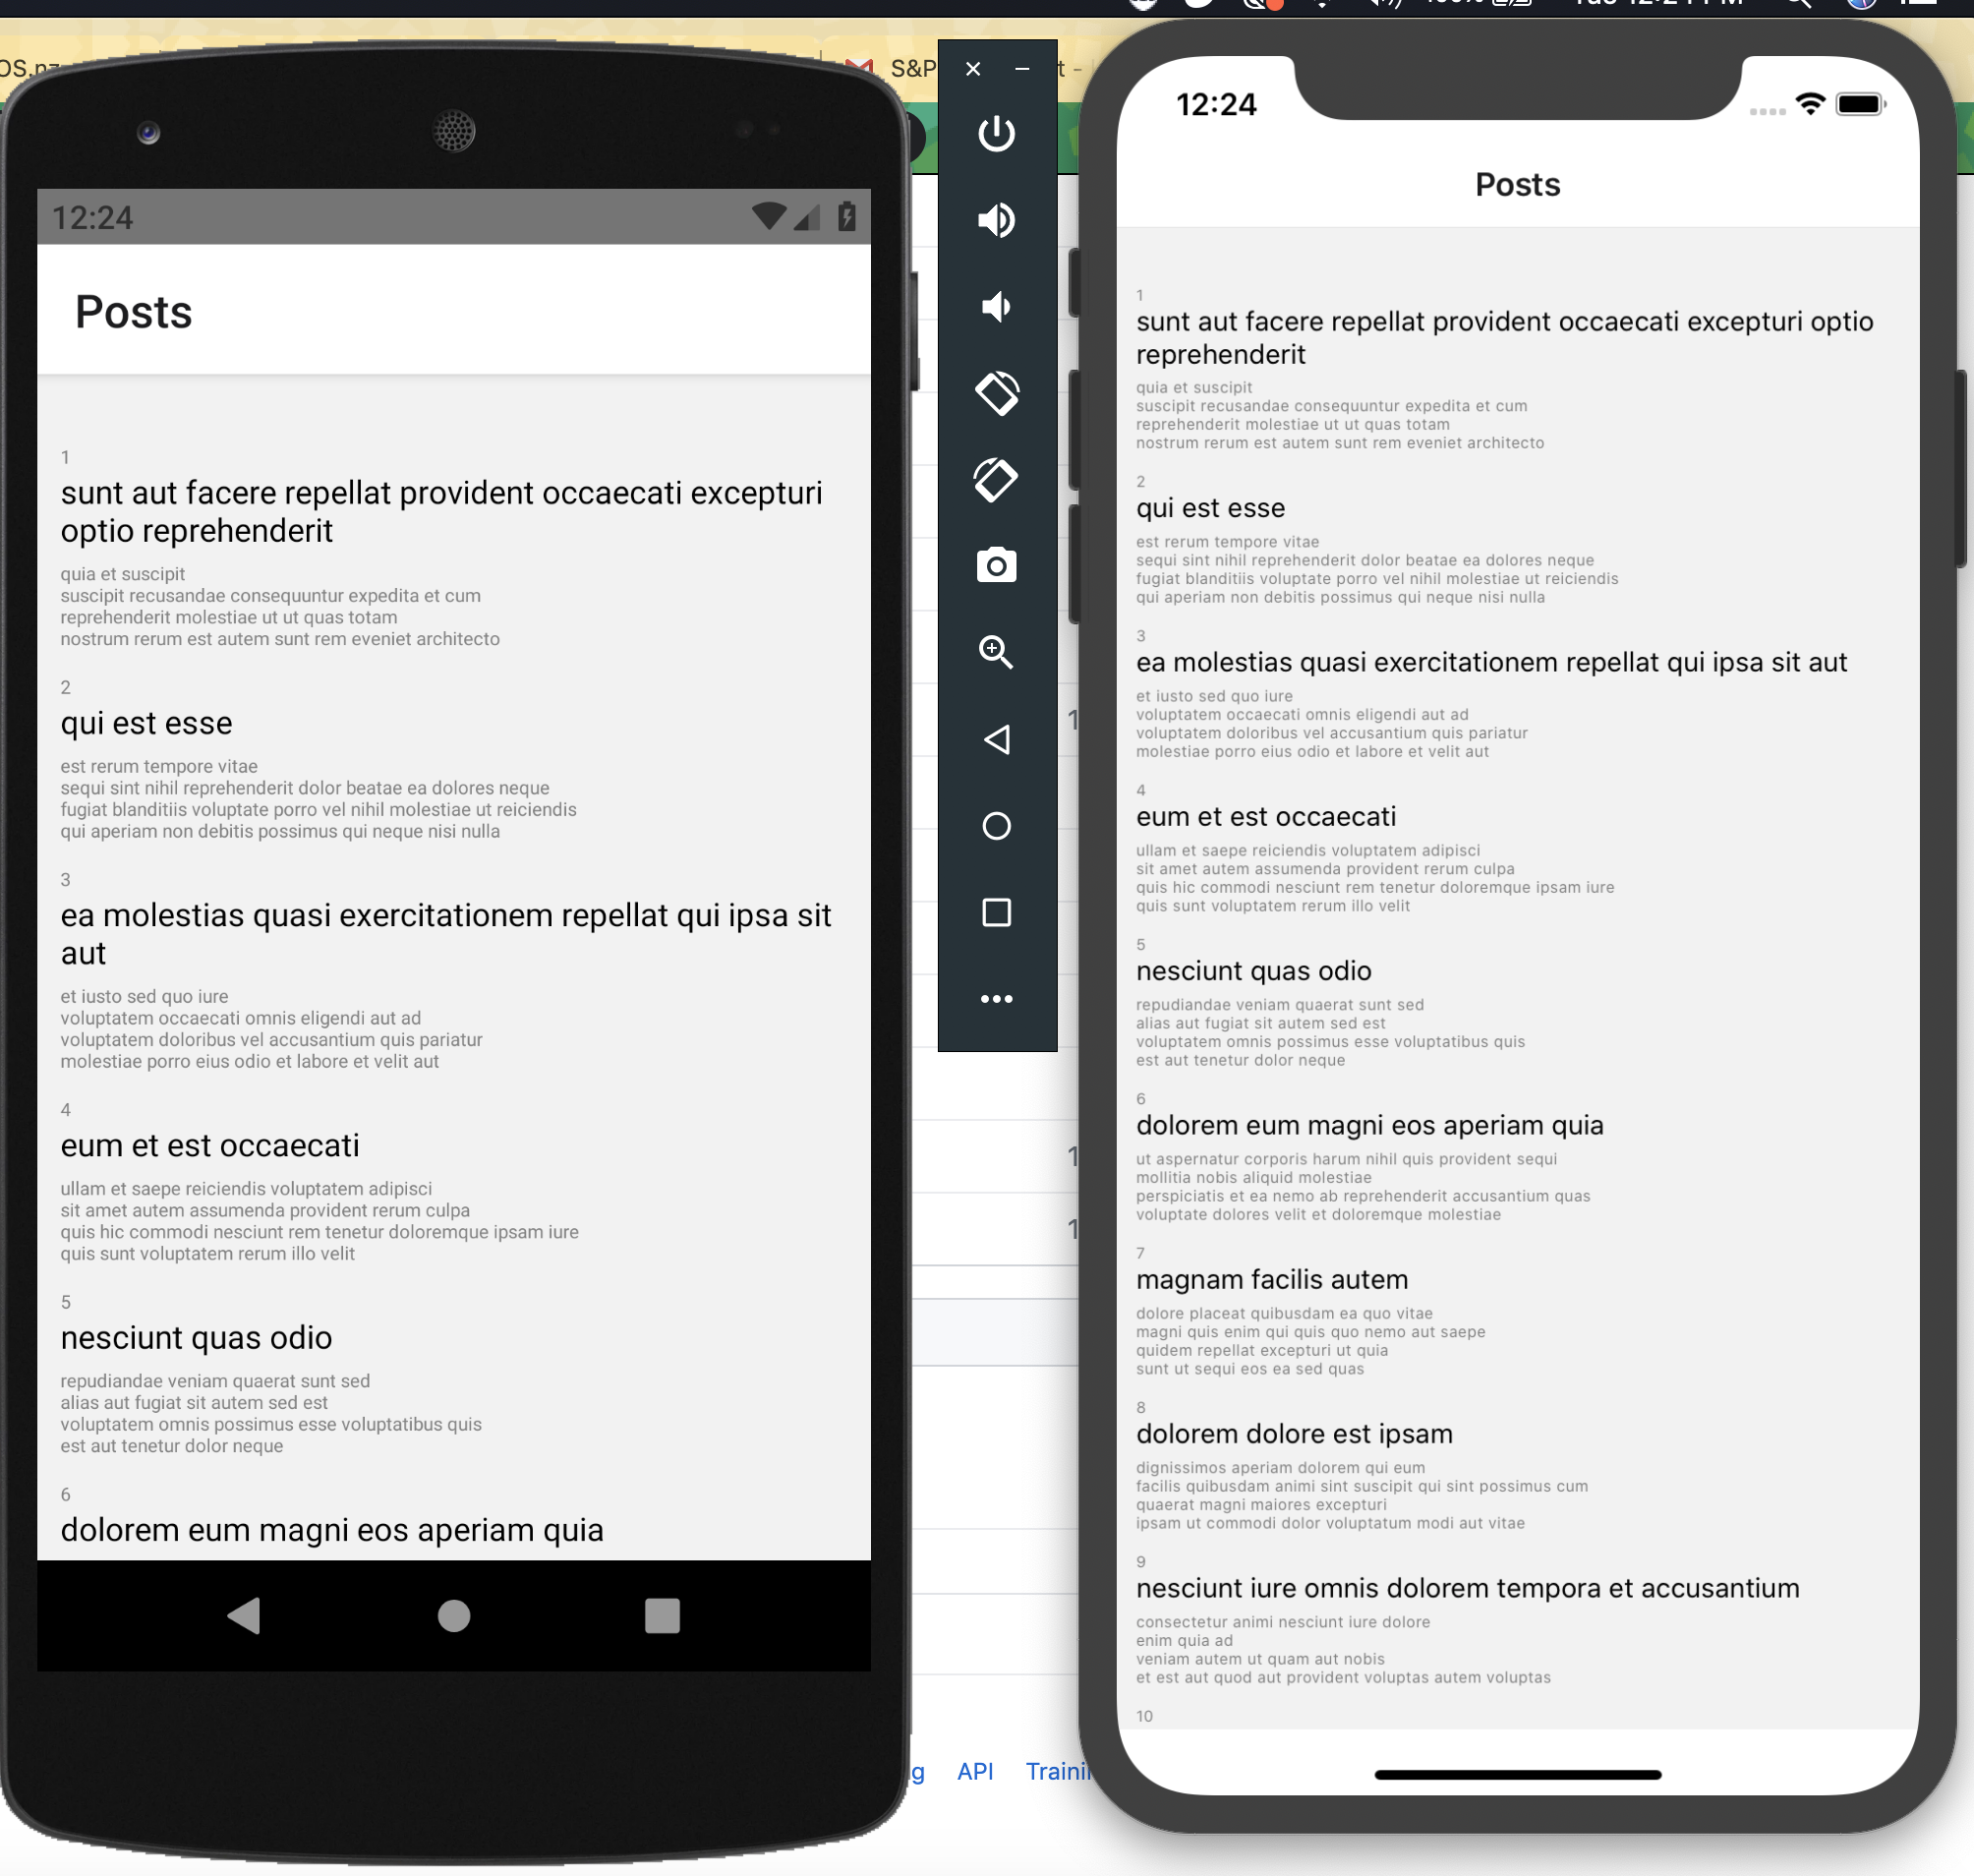 S&P
t -
12:24
Posts
1
sunt aut facere repellat provident occaecati excepturi
optio reprehenderit
quia et suscipit
suscipit recusandae consequuntur expedita et cum
reprehenderit molestiae ut ut quas totam
nostrum rerum est autem sunt rem eveniet architecto
2
qui est esse
est rerum tempore vitae
sequi sint nihil reprehenderit dolor beatae ea dolores neque
fugiat blanditiis voluptate porro vel nihil molestiae ut reiciendis
qui aperiam non debitis possimus qui neque nisi nulla
3
ea molestias quasi exercitationem repellat qui ipsa sit
aut
et iusto sed quo iure
voluptatem occaecati omnis eligendi aut ad
voluptatem doloribus vel accusantium quis pariatur
molestiae porro eius odio et labore et velit aut
4
eum et est occaecati
ullam et saepe reiciendis voluptatem adipisci
sit amet autem assumenda provident rerum culpa
quis hic commodi nesciunt rem tenetur doloremque ipsam iure
quis sunt voluptatem rerum illo velit
5
nesciunt quas odio
repudiandae veniam quaerat sunt sed
alias aut fugiat sit autem sed est
voluptatem omnis possimus esse voluptatibus quis
est aut tenetur dolor neque
6
dolorem eum magni eos aperiam quia
1
1
1
g API
12:24
Posts
1
sunt aut facere repellat provident occaecati excepturi optio
reprehenderit
quia et suscipit
suscipit recusandae consequuntur expedita et cum
reprehenderit molestiae ut ut quas totam
nostrum rerum est autem sunt rem eveniet architecto
2
qui est esse
est rerum tempore vitae
sequi sint nihil reprehenderit dolor beatae ea dolores neque
fugiat blanditiis voluptate porro vel nihil molestiae ut reiciendis
qui aperiam non debitis possimus qui neque nisi nulla
3
ea molestias quasi exercitationem repellat qui ipsa sit aut
et iusto sed quo iure
voluptatem occaecati omnis eligendi aut ad
voluptatem doloribus vel accusantium quis pariatur
molestiae porro eius odio et labore et velit aut
4
eum et est occaecati
ullam et saepe reiciendis voluptatem adipisci
sit amet autem assumenda provident rerum culpa
quis hic commodi nesciunt rem tenetur doloremque ipsam iure
quis sunt voluptatem rerum illo velit
5
nesciunt quas odio
repudiandae veniam quaerat sunt sed
alias aut fugiat sit autem sed est
voluptatem omnis possimus esse voluptatibus quis
est aut tenetur dolor neque
6
dolorem eum magni eos aperiam quia
ut aspernatur corporis harum nihil quis provident sequi
mollitia nobis aliquid molestiae
perspiciatis et ea nemo ab reprehenderit accusantium quas
voluptate dolores velit et doloremque molestiae
7
magnam facilis autem
dolore placeat quibusdam ea quo vitae
magni quis enim qui quis quo nemo aut saepe
quidem repellat excepturi ut quia
sunt ut sequi eos ea sed quas
8
dolorem dolore est ipsam
dignissimos aperiam dolorem qui eum
facilis quibusdam animi sint suscipit qui sint possimus cum
quaerat magni maiores excepturi
ipsam ut commodi dolor voluptatum modi aut vitae
9
nesciunt iure omnis dolorem tempora et accusantium
consectetur animi nesciunt iure dolore
enim quia ad
veniam autem ut quam aut nobis
et est aut quod aut provident voluptas autem voluptas
10